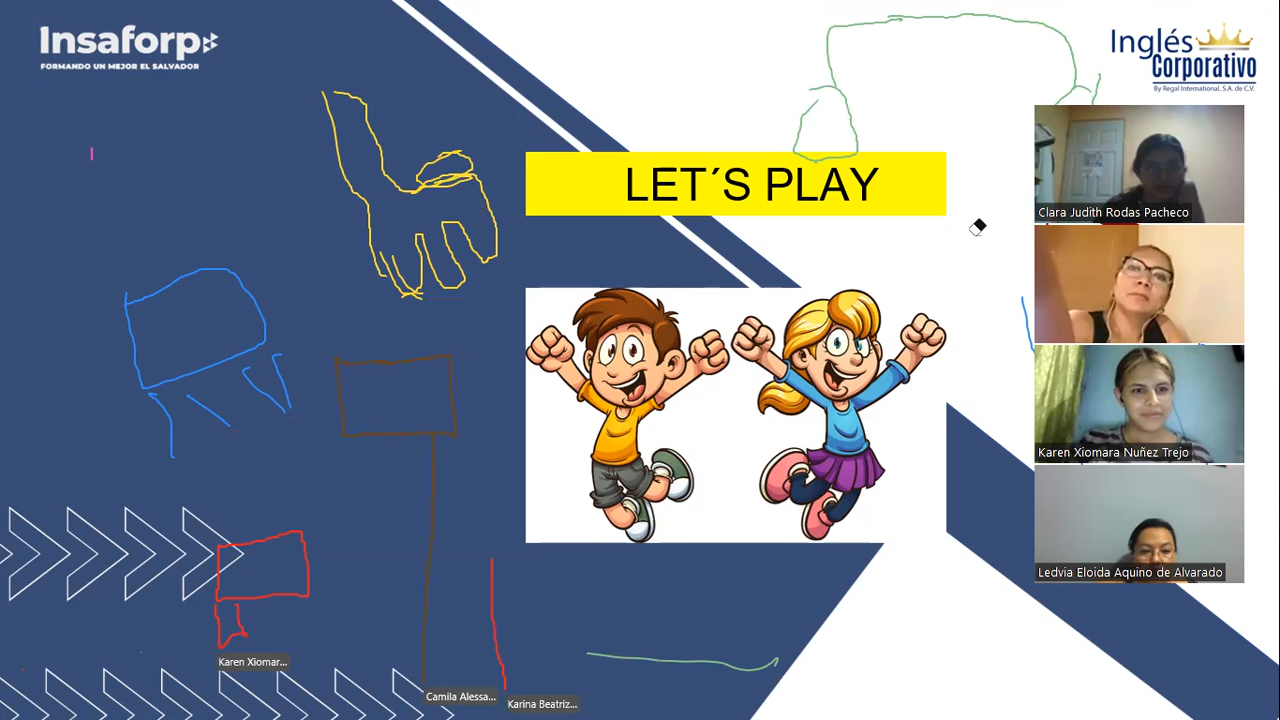 Insaforp
FORMANDO UN MEJOR EL SALVADOR
Inglés
Corporativo
By Regal International, S.A. de C.V.
LET´S PLAY
Clara Judith Rodas Pacheco
Karen Xiomara Nuñez Trejo
Ledvia Eloida Aquino de Alvarado
Karen Xiomar...
Camila Alessa...
Karina Beatriz...